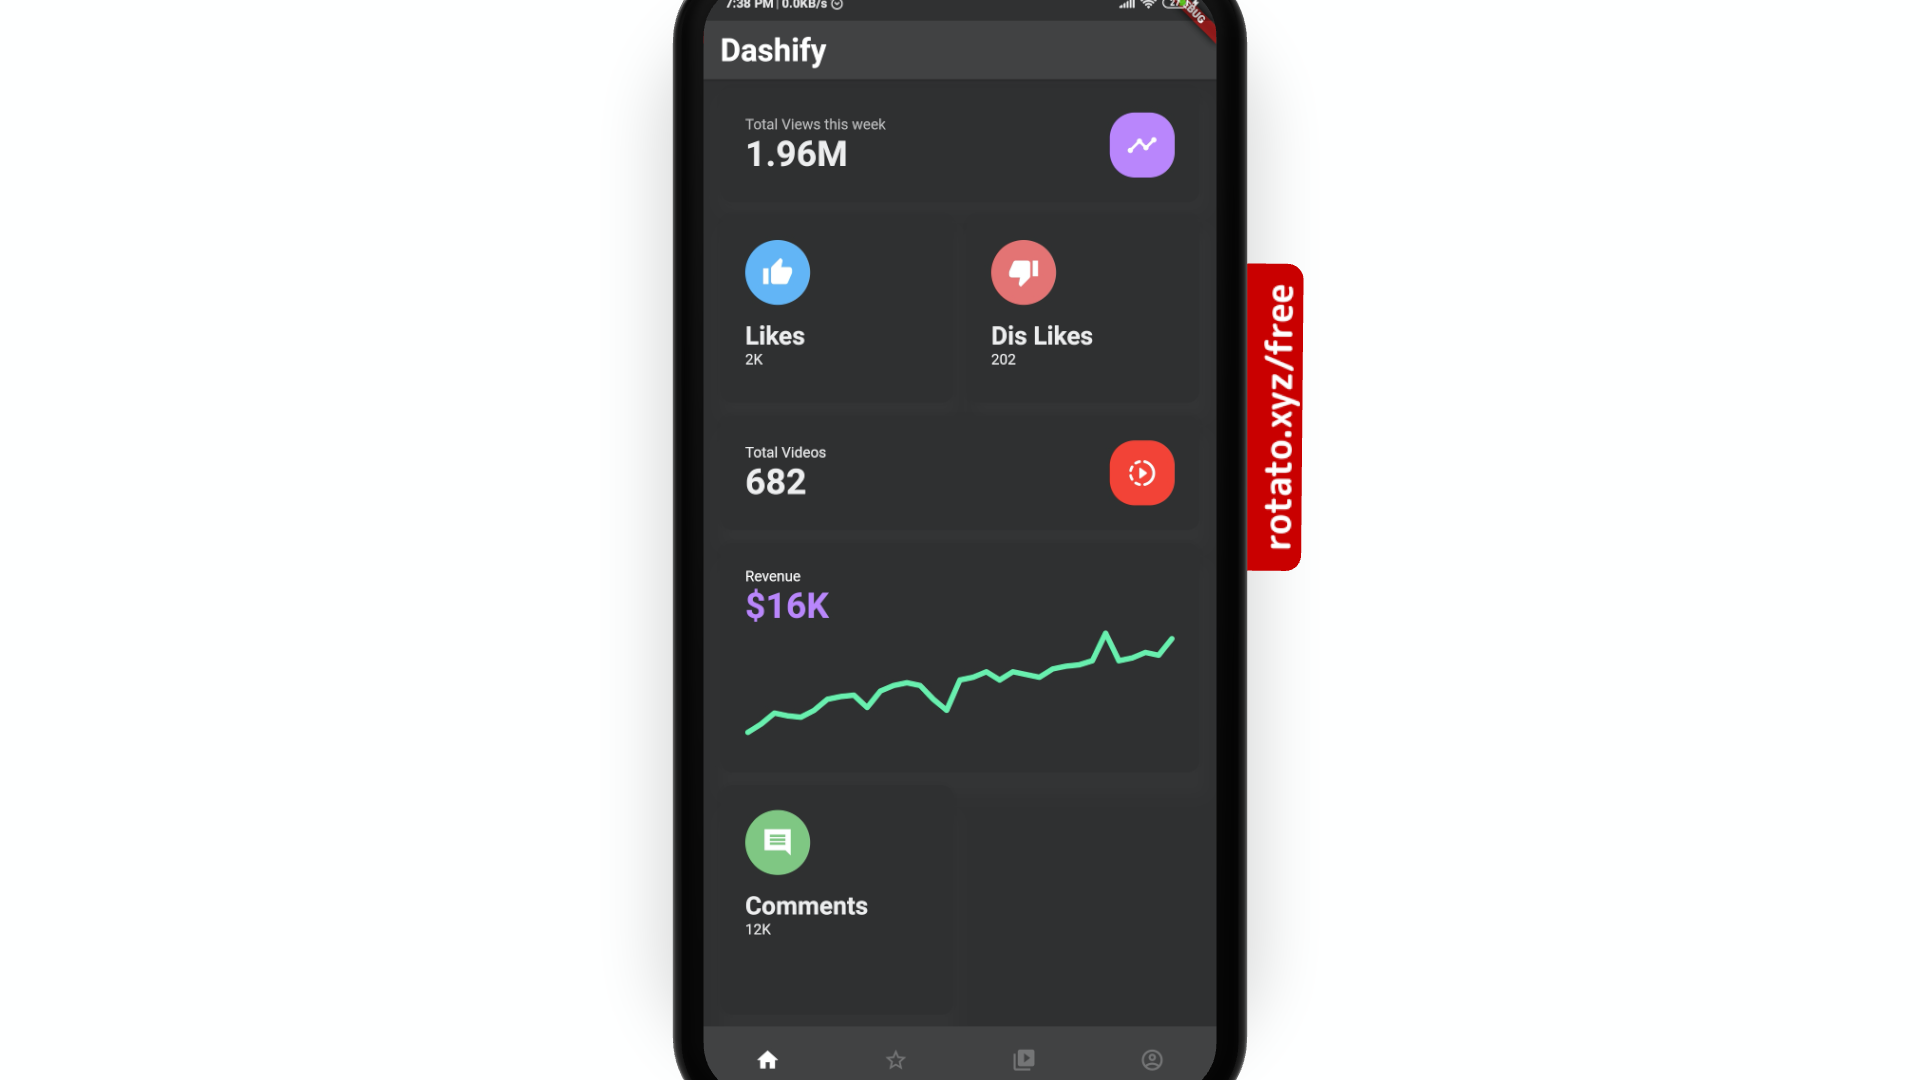 7:38 PM | 0.0KB/s
Dashify
Total Views this week
1.96M
Likes
2K
Dis Likes
202
Total Videos
682
Revenue
$16K
Comments
12K
rotato.xyz/free